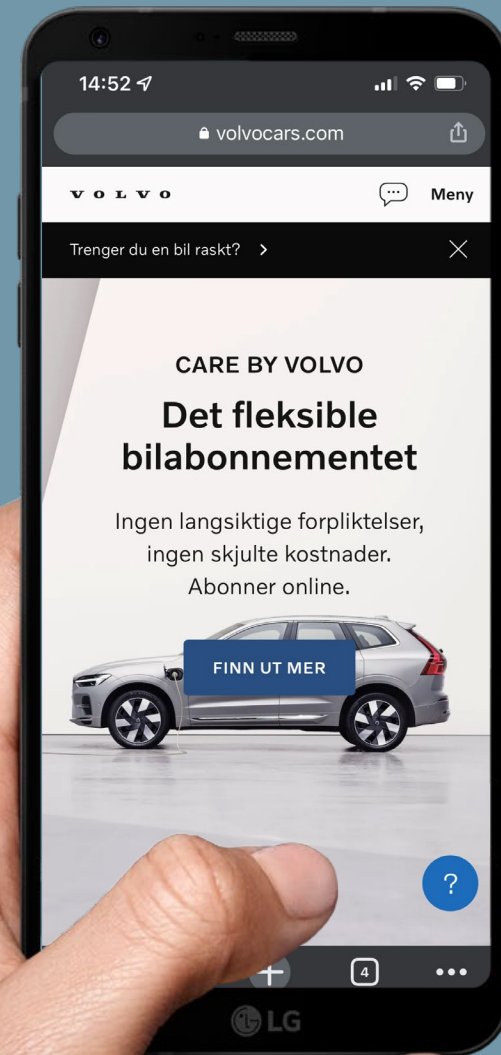 14:52
volvocars.com
VOLVO
Meny
Trenger du en bil raskt? >
CARE BY VOLVO
Det fleksible
bilabonnementet
Ingen langsiktige forpliktelser,
ingen skjulte kostnader.
Abonner online.
FINN UT MER
?
4
LG